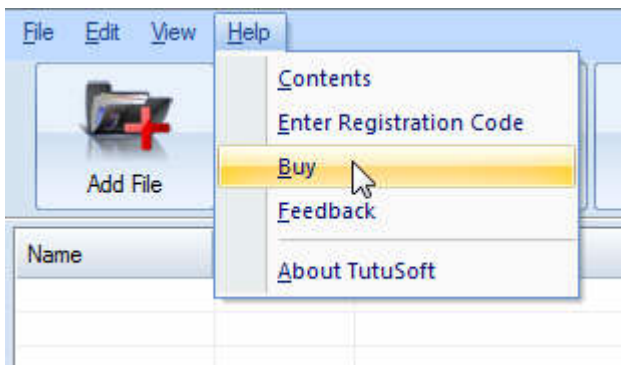 File Edit View Help
Contents
Enter Registration Code
Buy
Feedback
About TutuSoft
Add File
Name